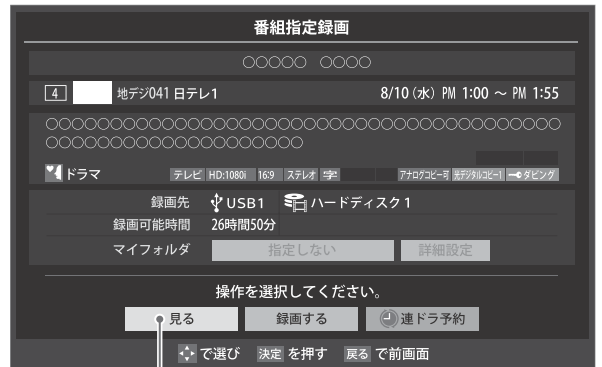 番組指定録画
○○○○○ ○○○○
4 地デジ041 日テレ1 8/10 (水) PM 1:00 ～ PM 1:55
○○○○○○○○○○○○○○○○○○○○○○○○○○○○○○○○
○○○○○○○○○○○○○○○○
ドラマ テレビ HD:1080i 16:9 ステレオ 字 アナログコピー可 光デジタルコピー1 ダビング
録画先 USB1 ハードディスク1
録画可能時間 26時間50分
マイフォルダ 指定しない 詳細設定
操作を選択してください。
見る 録画する 連ドラ予約
で選び 決定 を押す 戻る で前画面